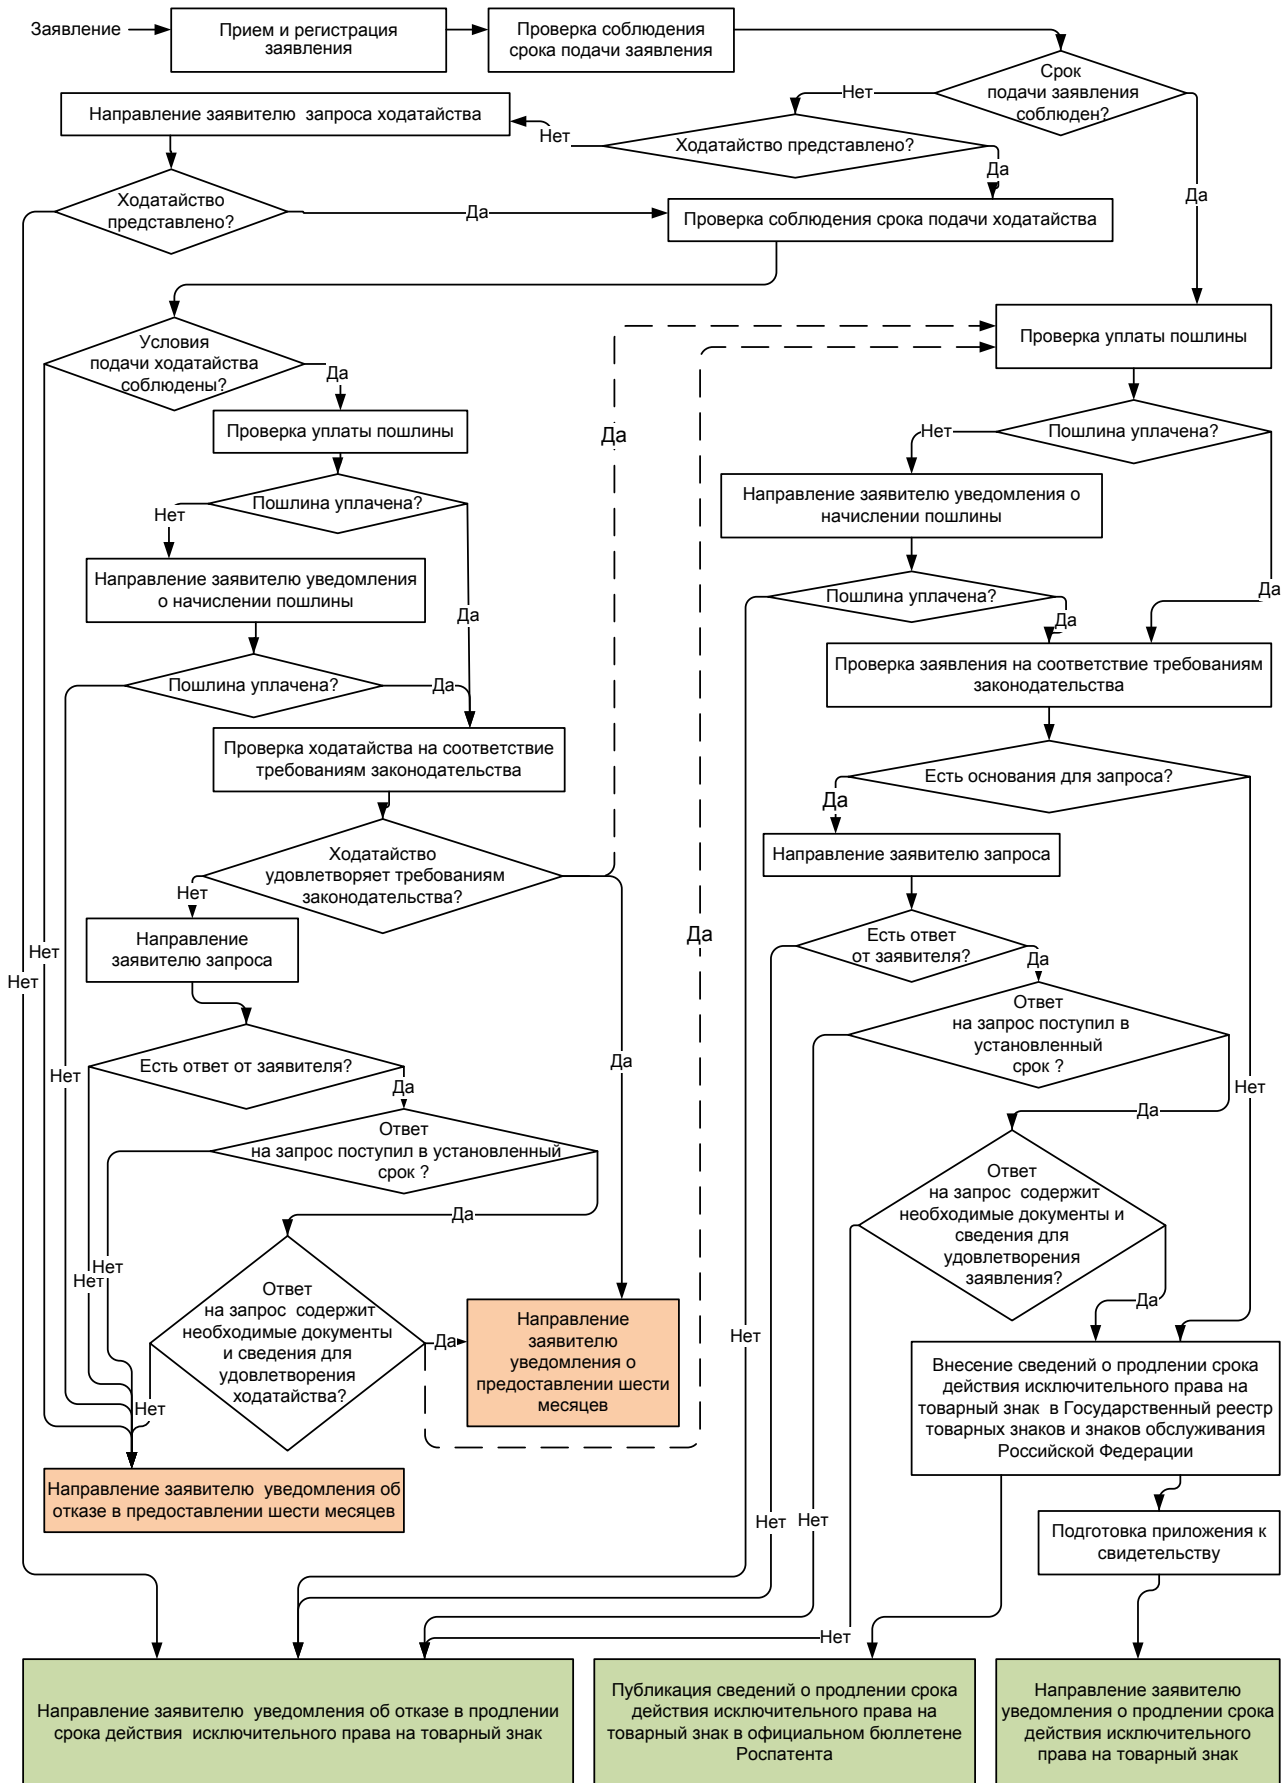 Заявление
Прием и регистрация
заявления
Проверка соблюдения
срока подачи заявления
Срок
подачи заявления
соблюден?
Нет
Направление заявителю запроса ходатайства
Нет
Ходатайство представлено?
Да
Да
Ходатайство
представлено?
Да
Проверка соблюдения срока подачи ходатайства
Условия
подачи ходатайства
соблюдены?
Да
Проверка уплаты пошлины
Проверка уплаты пошлины
Да
Пошлина уплачена?
Нет
Пошлина уплачена?
Нет
Направление заявителю уведомления о
начислении пошлины
Направление заявителю уведомления
о начислении пошлины
Да
Пошлина уплачена?
Да
Да
Пошлина уплачена?
Да
Проверка заявления на соответствие требованиям
законодательства
Проверка ходатайства на соответствие
требованиям законодательства
Есть основания для запроса?
Да
Ходатайство
удовлетворяет требованиям
законодательства?
Направление заявителю запроса
Нет
Направление
заявителю запроса
Да
Есть ответ
от заявителя?
Да
Нет
Нет
Ответ
на запрос поступил в
установленный
срок ?
Есть ответ от заявителя?
Нет
Да
Да
Нет
Да
Ответ
на запрос поступил в установленный
срок ?
Да
Ответ
на запрос содержит
необходимые документы и
сведения для
удовлетворения
заявления?
Нет
Нет
Ответ
на запрос содержит
необходимые документы
и сведения для
удовлетворения
ходатайства?
Да
Направление
заявителю
уведомления о
предоставлении шести
месяцев
Нет
Да
Нет
Внесение сведений о продлении срока
действия исключительного права на
товарный знак в Государственный реестр
товарных знаков и знаков обслуживания
Российской Федерации
Направление заявителю уведомления об
отказе в предоставлении шести месяцев
Нет
Нет
Подготовка приложения к
свидетельству
Нет
Направление заявителю уведомления об отказе в продлении
срока действия исключительного права на товарный знак
Публикация сведений о продлении срока
действия исключительного права на
товарный знак в официальном бюллетене
Роспатента
Направление заявителю
уведомления о продлении срока
действия исключительного
права на товарный знак